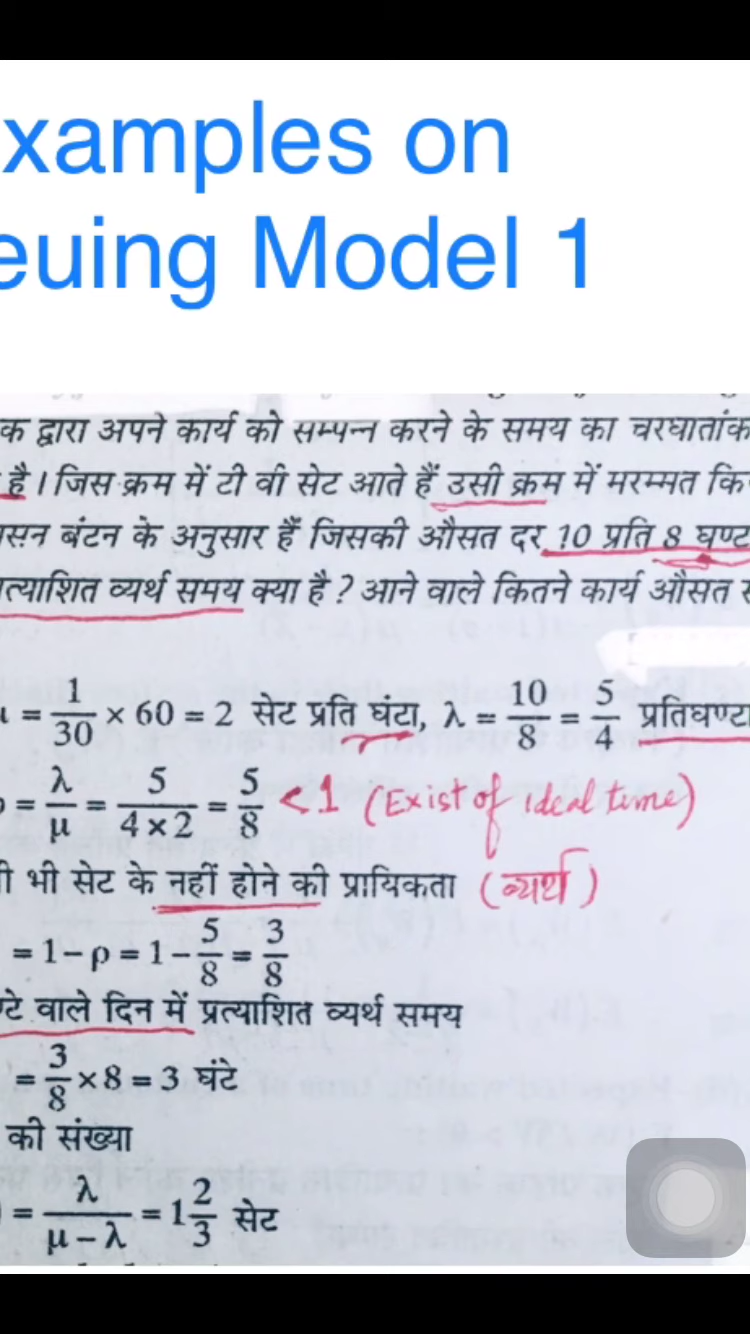 xamples on
euing Model 1
क द्वारा अपने कार्य को सम्पन्न करने के समय का चरघातांक
है। जिस क्रम में टी वी सेट आते हैं उसी क्रम में मरम्मत कि
सन बंटन के अनुसार हैं जिसकी औसत दर 10 प्रति 8 घण्ट
त्याशित व्यर्थ समय क्या है ? आने वाले कितने कार्य औसत स
μ = 1/30 × 60 = 2 सेट प्रति घंटा, λ = 10/8 = 5/4 प्रतिघण्टा
ρ = λ/μ = 5/(4 × 2) = 5/8 < 1 (Exist of ideal time)
ी भी सेट के नहीं होने की प्रायिकता (व्यर्थ)
= 1 − ρ = 1 − 5/8 = 3/8
टे वाले दिन में प्रत्याशित व्यर्थ समय
= 3/8 × 8 = 3 घंटे
की संख्या
) = λ/(μ − λ) = 1 2/3 सेट